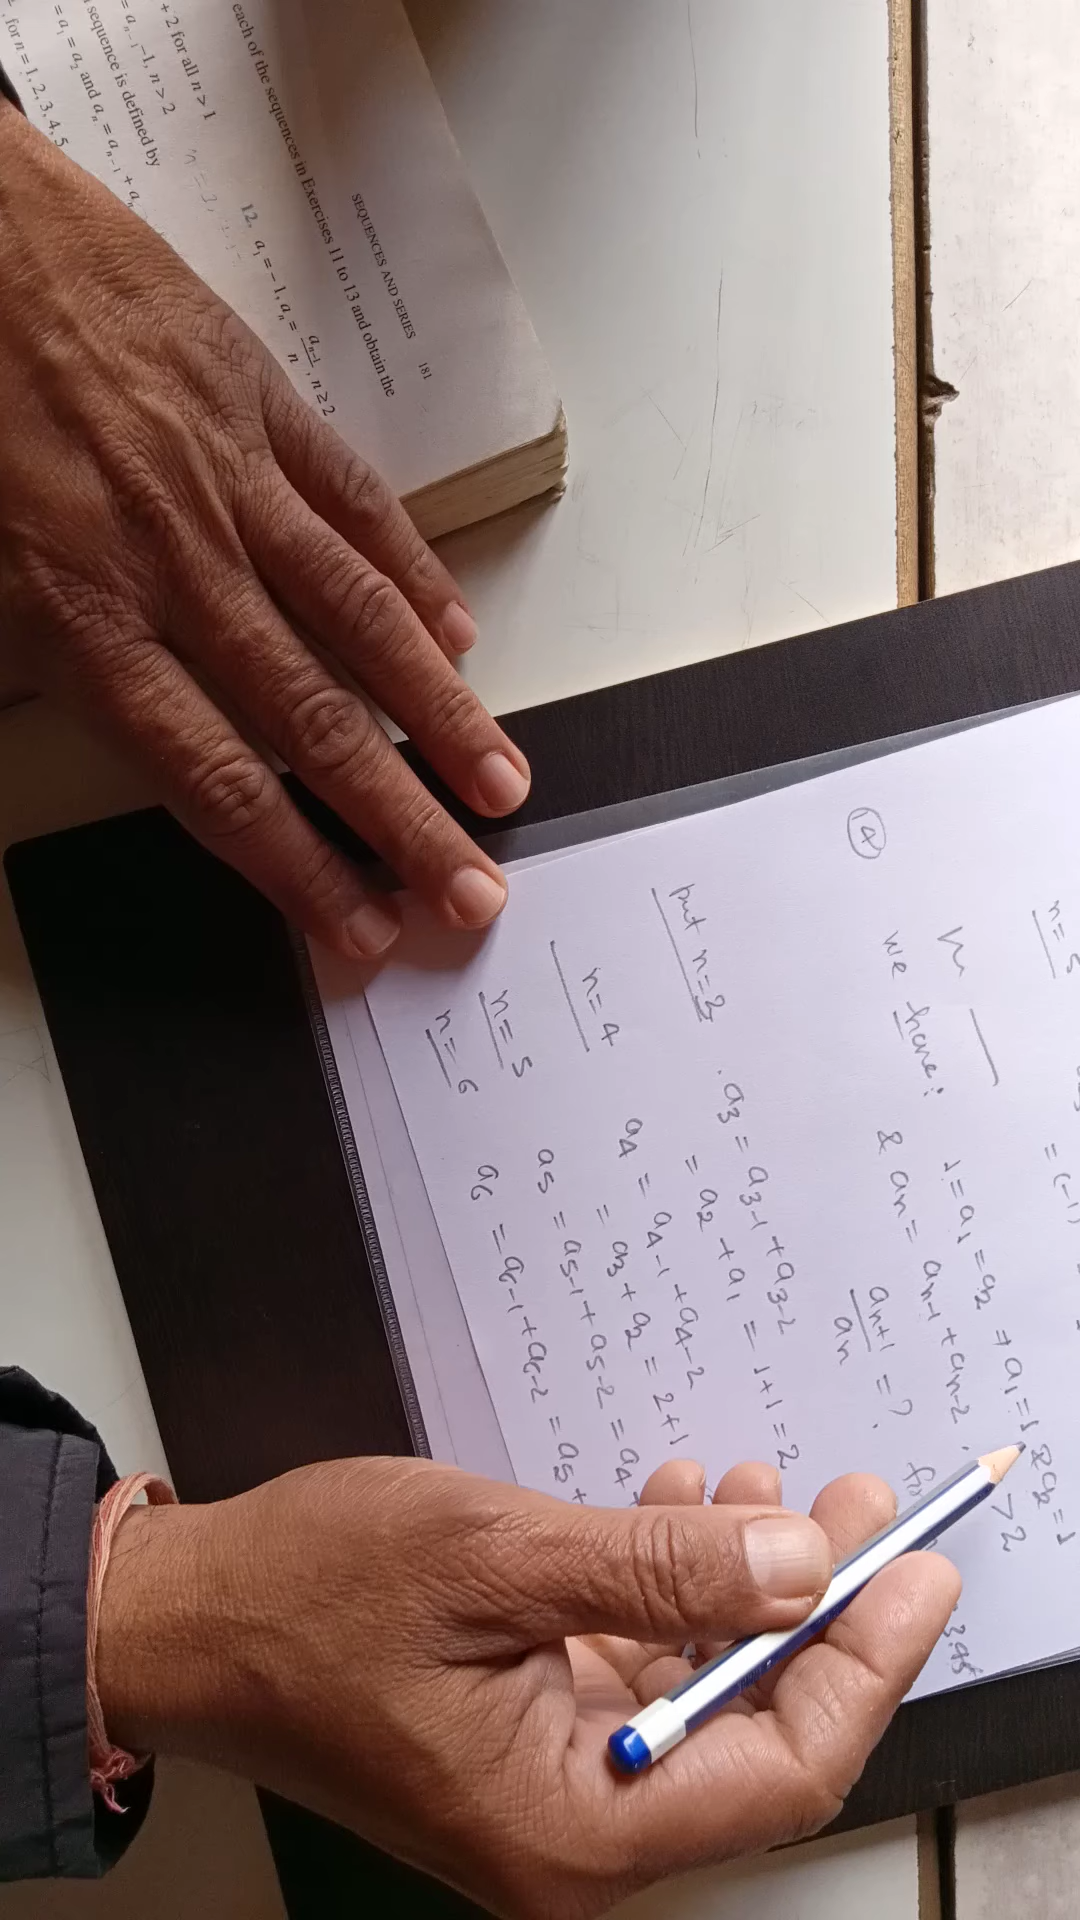 SEQUENCES AND SERIES 181
each of the sequences in Exercises 11 to 13 and obtain the
+ 2 for all n > 1
12. a₁ = – 1, aₙ = aₙ₋₁/n , n ≥ 2
= aₙ₋₁ –1, n > 2
sequence is defined by
= a₁ = a₂ and aₙ = aₙ₋₁ + aₙ
, for n = 1, 2, 3, 4, 5
n = 5
= (-1)
(14) we have: 1 = a₁ = a₂ ⇒ a₁ = 1 & a₂ = 1
& an = an-1 + an-2, > 2
an+1/an = ?
put n=3 . a₃ = a₃-1 + a₃-2
= a₂ + a₁ = 1+1 = 2
n=4 a₄ = a₄-1 + a₄-2
= a₃ + a₂ = 2+1
n=5 a₅ = a₅-1 + a₅-2 = a₄ +
n=6 a₆ = a₆-1 + a₆-2 = a₅ +